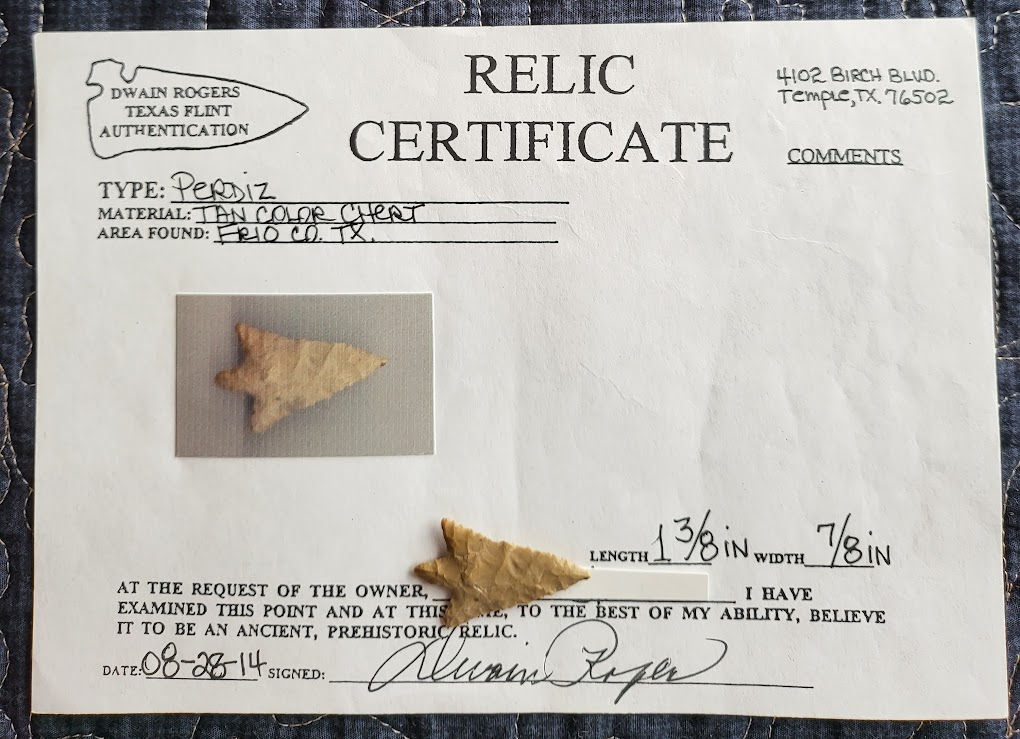 DWAIN ROGERS
TEXAS FLINT
AUTHENTICATION
RELIC
CERTIFICATE
4102 BIRCH BLVD.
Temple, TX. 76502
COMMENTS
TYPE: PERDIZ
MATERIAL: TAN COLOR CHERT
AREA FOUND: FRIO CO. TX.
LENGTH 1 3/8 IN WIDTH 7/8 IN
AT THE REQUEST OF THE OWNER, I HAVE
EXAMINED THIS POINT AND AT THIS TO THE BEST OF MY ABILITY, BELIEVE
IT TO BE AN ANCIENT, PREHISTORIC RELIC.
DATE: 08-28-14 SIGNED: Dwain Rogers